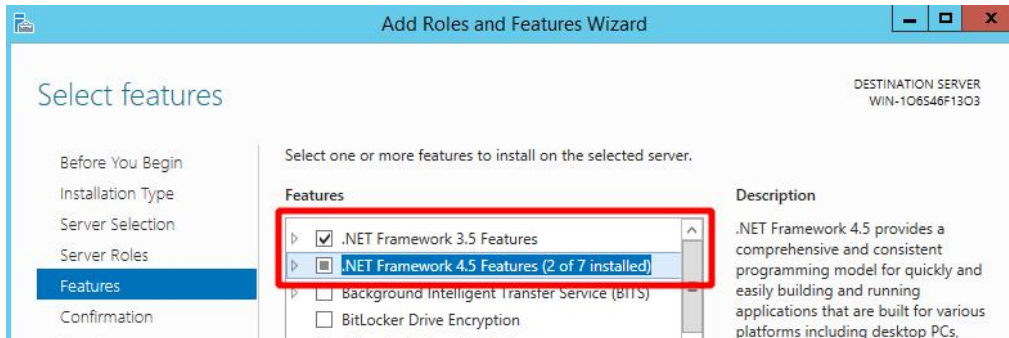 Add Roles and Features Wizard
Select features
DESTINATION SERVER
WIN-1O6S46F13O3
Before You Begin
Installation Type
Server Selection
Server Roles
Features
Confirmation
Select one or more features to install on the selected server.
Features
.NET Framework 3.5 Features
.NET Framework 4.5 Features (2 of 7 installed)
Background Intelligent Transfer Service (BITS)
BitLocker Drive Encryption
Description
.NET Framework 4.5 provides a
comprehensive and consistent
programming model for quickly and
easily building and running
applications that are built for various
platforms including desktop PCs,